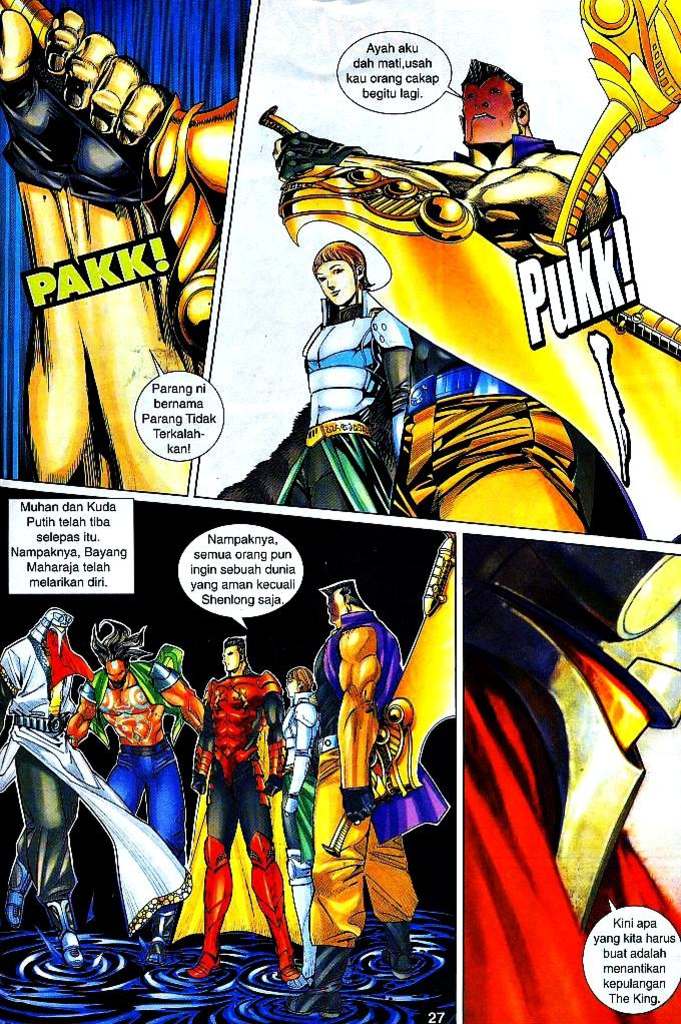 PAKK!
Parang ni
bernama
Parang Tidak
Terkalah-
kan!
Ayah aku
dah mati,usah
kau orang cakap
begitu lagi.
Pukk!
Muhan dan Kuda
Putih telah tiba
selepas itu.
Nampaknya, Bayang
Maharaja telah
melarikan diri.
Nampaknya,
semua orang pun
ingin sebuah dunia
yang aman kecuali
Shenlong saja.
Kini apa
yang kita harus
buat adalah
menantikan
kepulangan
The King.
27